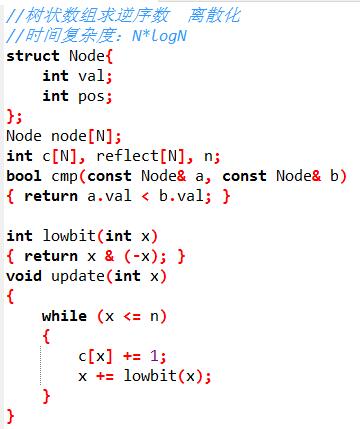 //树状数组求逆序数  离散化
//时间复杂度：N*logN
struct Node{
    int val;
    int pos;
};
Node node[N];
int c[N], reflect[N], n;
bool cmp(const Node& a, const Node& b)
{ return a.val < b.val; }

int lowbit(int x)
{ return x & (-x); }
void update(int x)
{
    while (x <= n)
    {
        c[x] += 1;
        x += lowbit(x);
    }
}